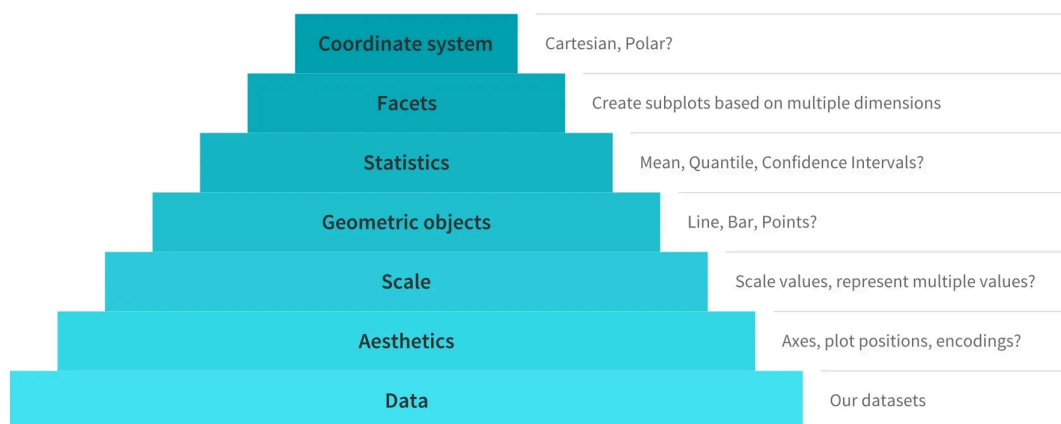 Coordinate system
Cartesian, Polar?
Facets
Create subplots based on multiple dimensions
Statistics
Mean, Quantile, Confidence Intervals?
Geometric objects
Line, Bar, Points?
Scale
Scale values, represent multiple values?
Aesthetics
Axes, plot positions, encodings?
Data
Our datasets